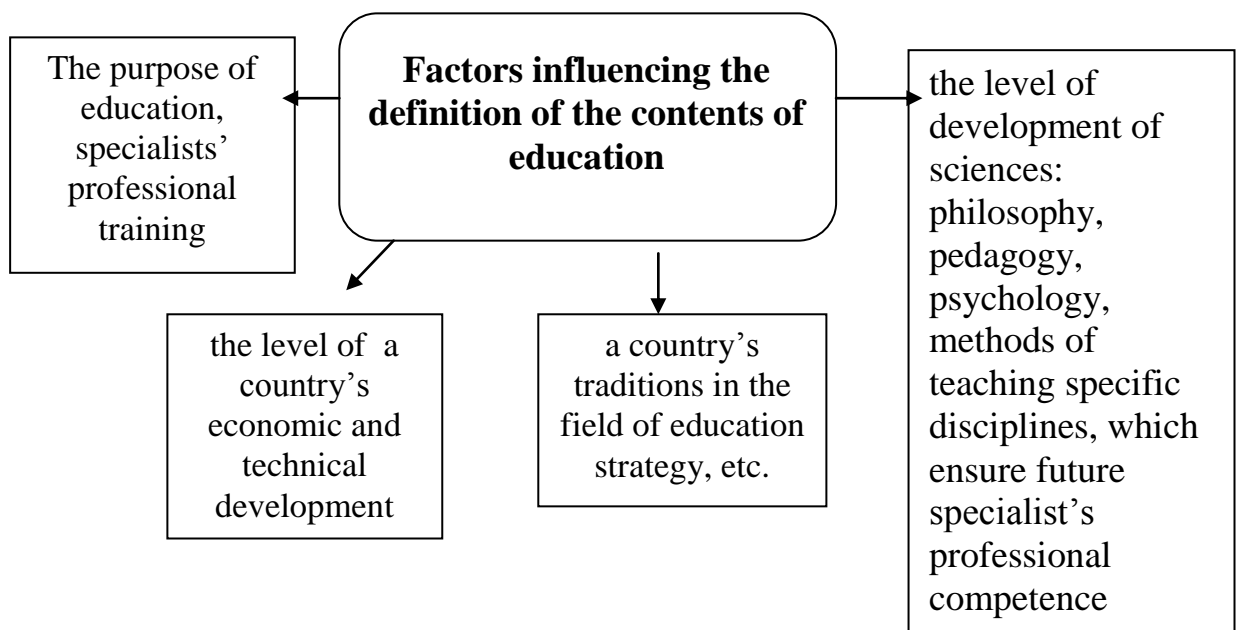 Factors influencing the
definition of the contents of
education
The purpose of
education,
specialists’
professional
training
the level of a
country’s
economic and
technical
development
a country’s
traditions in the
field of education
strategy, etc.
the level of
development of
sciences:
philosophy,
pedagogy,
psychology,
methods of
teaching specific
disciplines, which
ensure future
specialist’s
professional
competence